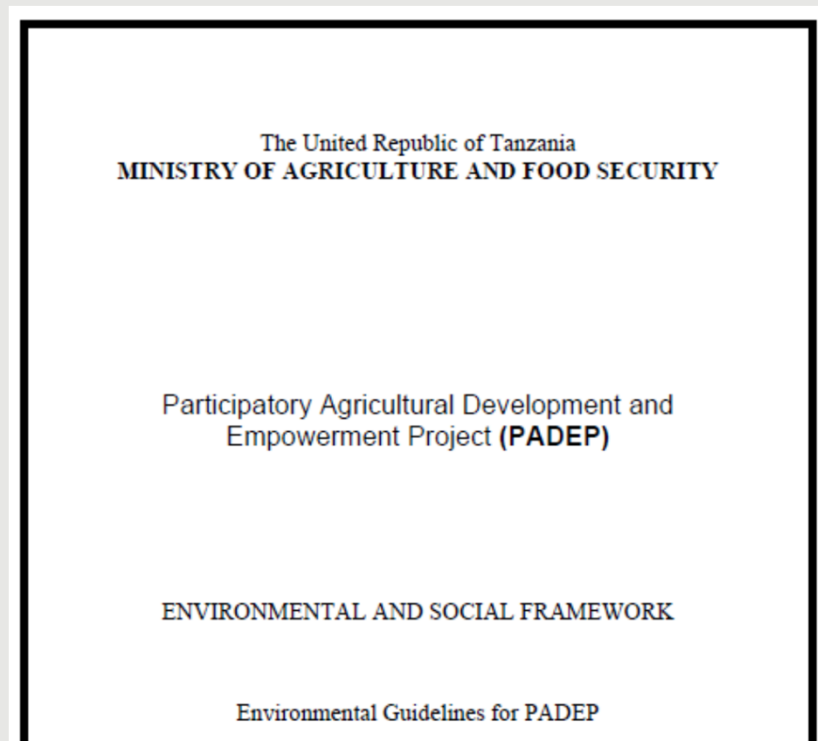 The United Republic of Tanzania
MINISTRY OF AGRICULTURE AND FOOD SECURITY
Participatory Agricultural Development and
Empowerment Project (PADEP)
ENVIRONMENTAL AND SOCIAL FRAMEWORK
Environmental Guidelines for PADEP